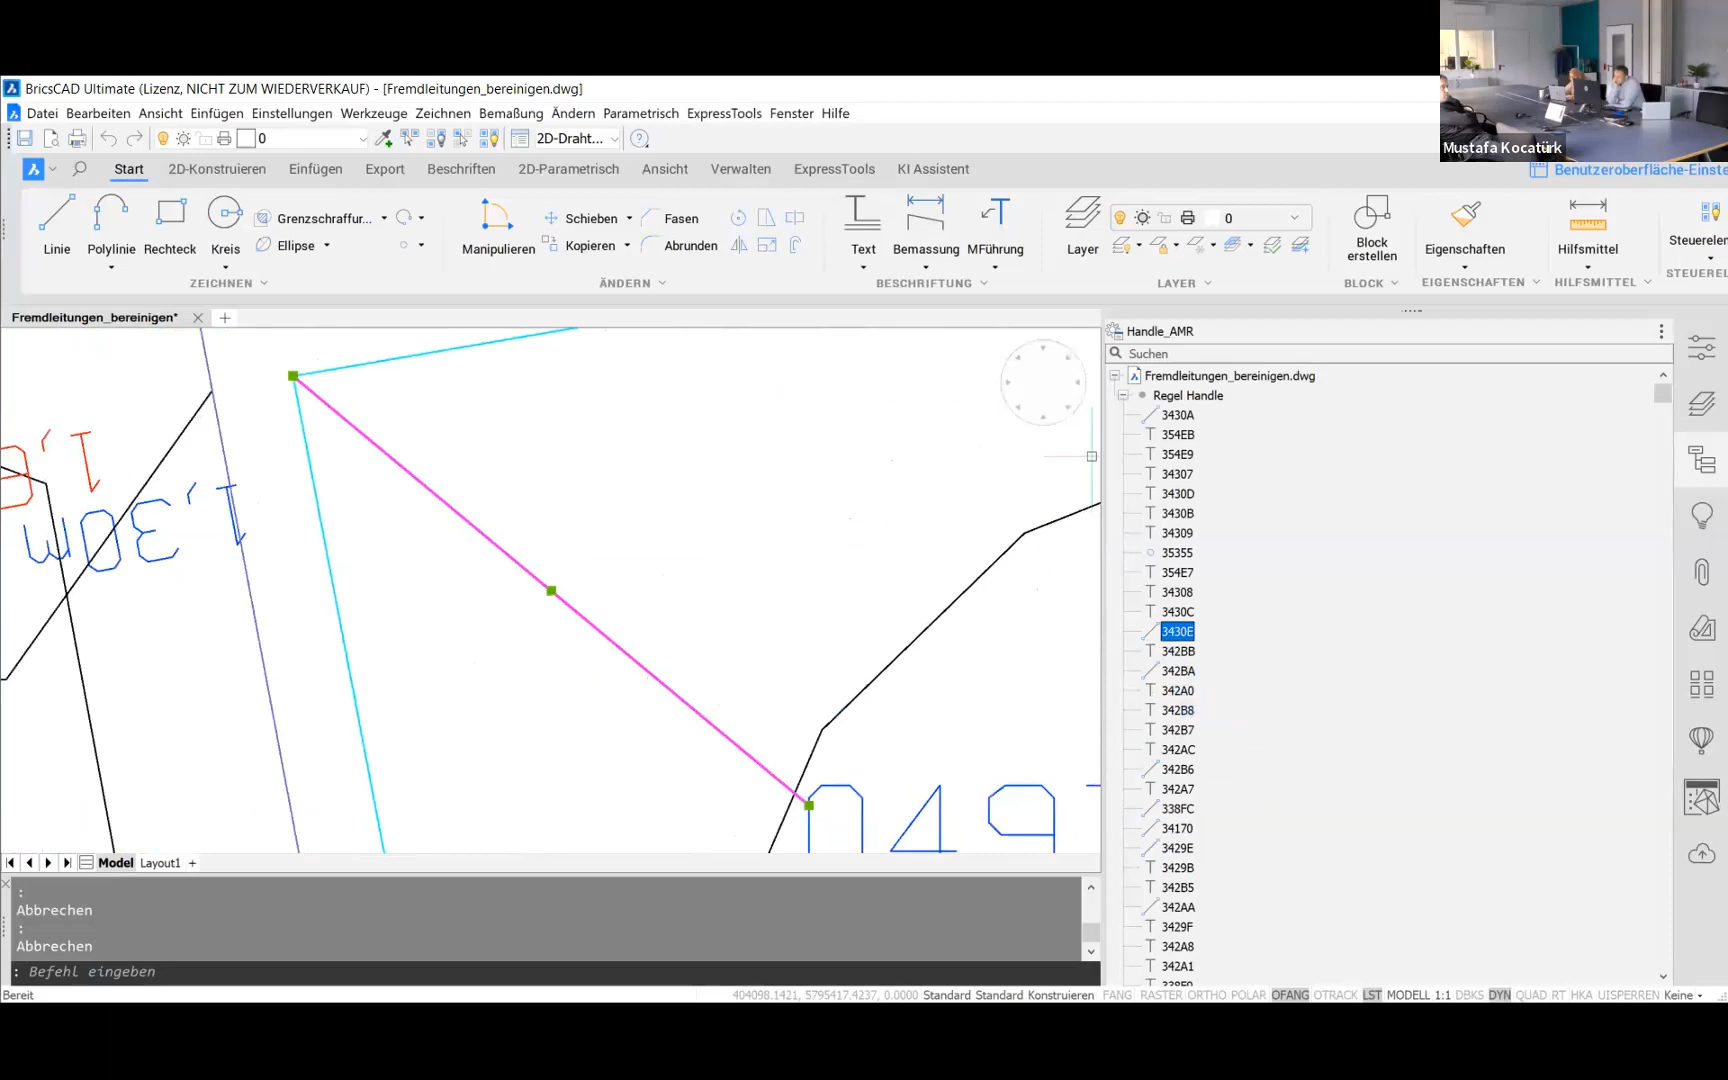 BricsCAD Ultimate (Lizenz, NICHT ZUM WIEDERVERKAUF) - [Fremdleitungen_bereinigen.dwg]
Datei Bearbeiten Ansicht Einfügen Einstellungen Werkzeuge Zeichnen Bemaßung Ändern Parametrisch ExpressTools Fenster Hilfe
Mustafa Kocatürk
0 2D-Draht...
Start 2D-Konstruieren Einfügen Export Beschriften 2D-Parametrisch Ansicht Verwalten ExpressTools KI Assistent Benutzeroberfläche-Einste
Grenzschraffur... Schieben Fasen 0
Linie Polylinie Rechteck Kreis Ellipse Manipulieren Kopieren Abrunden Text Bemassung MFührung Layer Block erstellen Eigenschaften Hilfsmittel Steuerelen
ZEICHNEN ÄNDERN BESCHRIFTUNG LAYER BLOCK EIGENSCHAFTEN HILFSMITTEL STEUEREL
Fremdleitungen_bereinigen*
Handle_AMR
Suchen
Fremdleitungen_bereinigen.dwg
Regel Handle
3430A
354EB
354E9
34307
3430D
3430B
34309
35355
354E7
34308
3430C
3430E
342BB
342BA
342A0
342B8
342B7
342AC
342B6
342A7
338FC
34170
3429E
3429B
342B5
342AA
3429F
342A8
342A1
1,30m
049
Model Layout1
:
Abbrechen
:
Abbrechen
: Befehl eingeben
Bereit 404098.1421, 5795417.4237, 0.0000 Standard Standard Konstruieren FANG RASTER ORTHO POLAR OFANG OTRACK LST MODELL 1:1 DBKS DYN QUAD RT HKA UISPERREN Keine